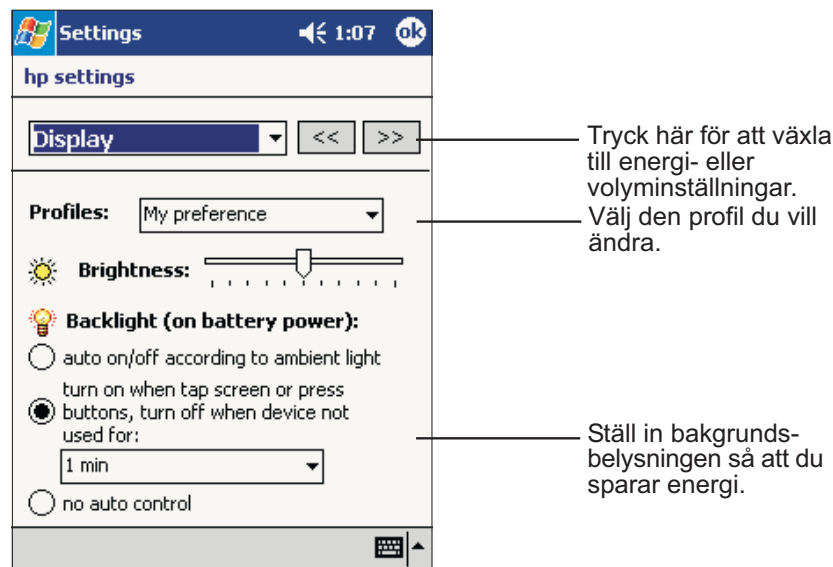 Settings 1:07 ok
hp settings
Display << >>
Tryck här för att växla
till energi- eller
volyminställningar.
Profiles: My preference
Välj den profil du vill
ändra.
Brightness:
Backlight (on battery power):
auto on/off according to ambient light
turn on when tap screen or press
buttons, turn off when device not
used for:
1 min
no auto control
Ställ in bakgrunds-
belysningen så att du
sparar energi.